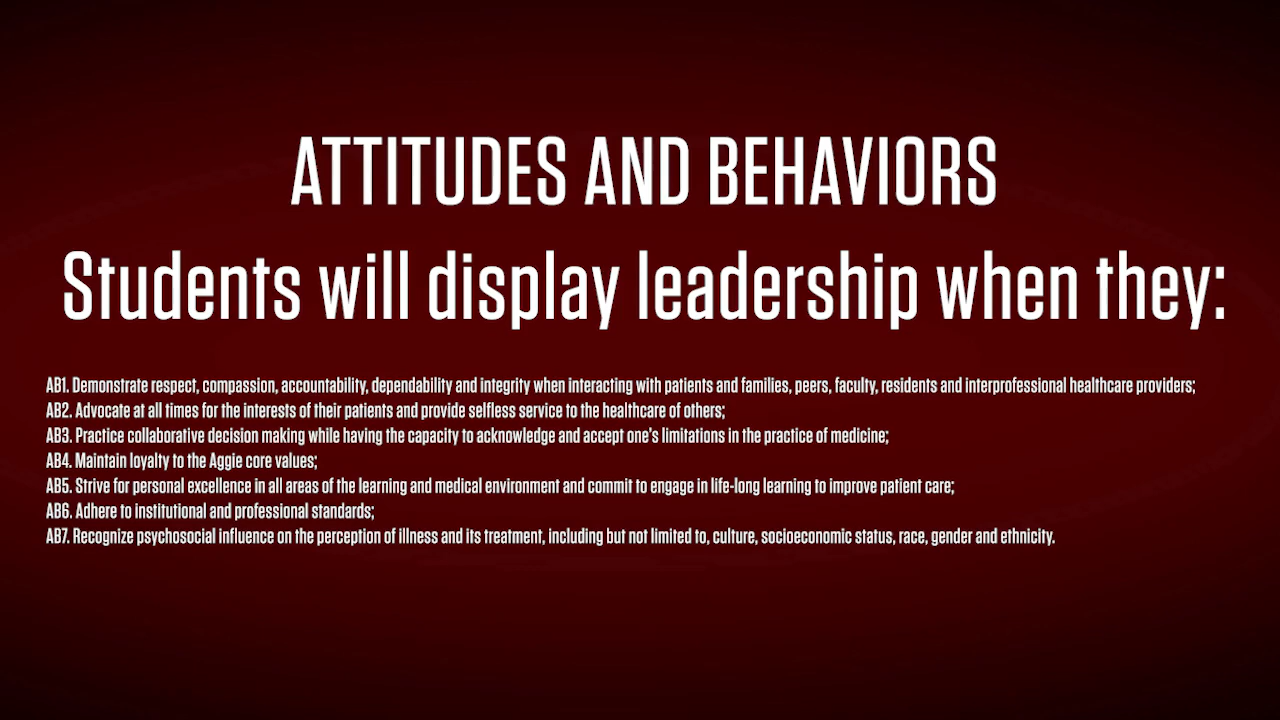 ATTITUDES AND BEHAVIORS
Students will display leadership when they:
AB1. Demonstrate respect, compassion, accountability, dependability and integrity when interacting with patients and families, peers, faculty, residents and interprofessional healthcare providers;
AB2. Advocate at all times for the interests of their patients and provide selfless service to the healthcare of others;
AB3. Practice collaborative decision making while having the capacity to acknowledge and accept one's limitations in the practice of medicine;
AB4. Maintain loyalty to the Aggie core values;
AB5. Strive for personal excellence in all areas of the learning and medical environment and commit to engage in life-long learning to improve patient care;
AB6. Adhere to institutional and professional standards;
AB7. Recognize psychosocial influence on the perception of illness and its treatment, including but not limited to, culture, socioeconomic status, race, gender and ethnicity.